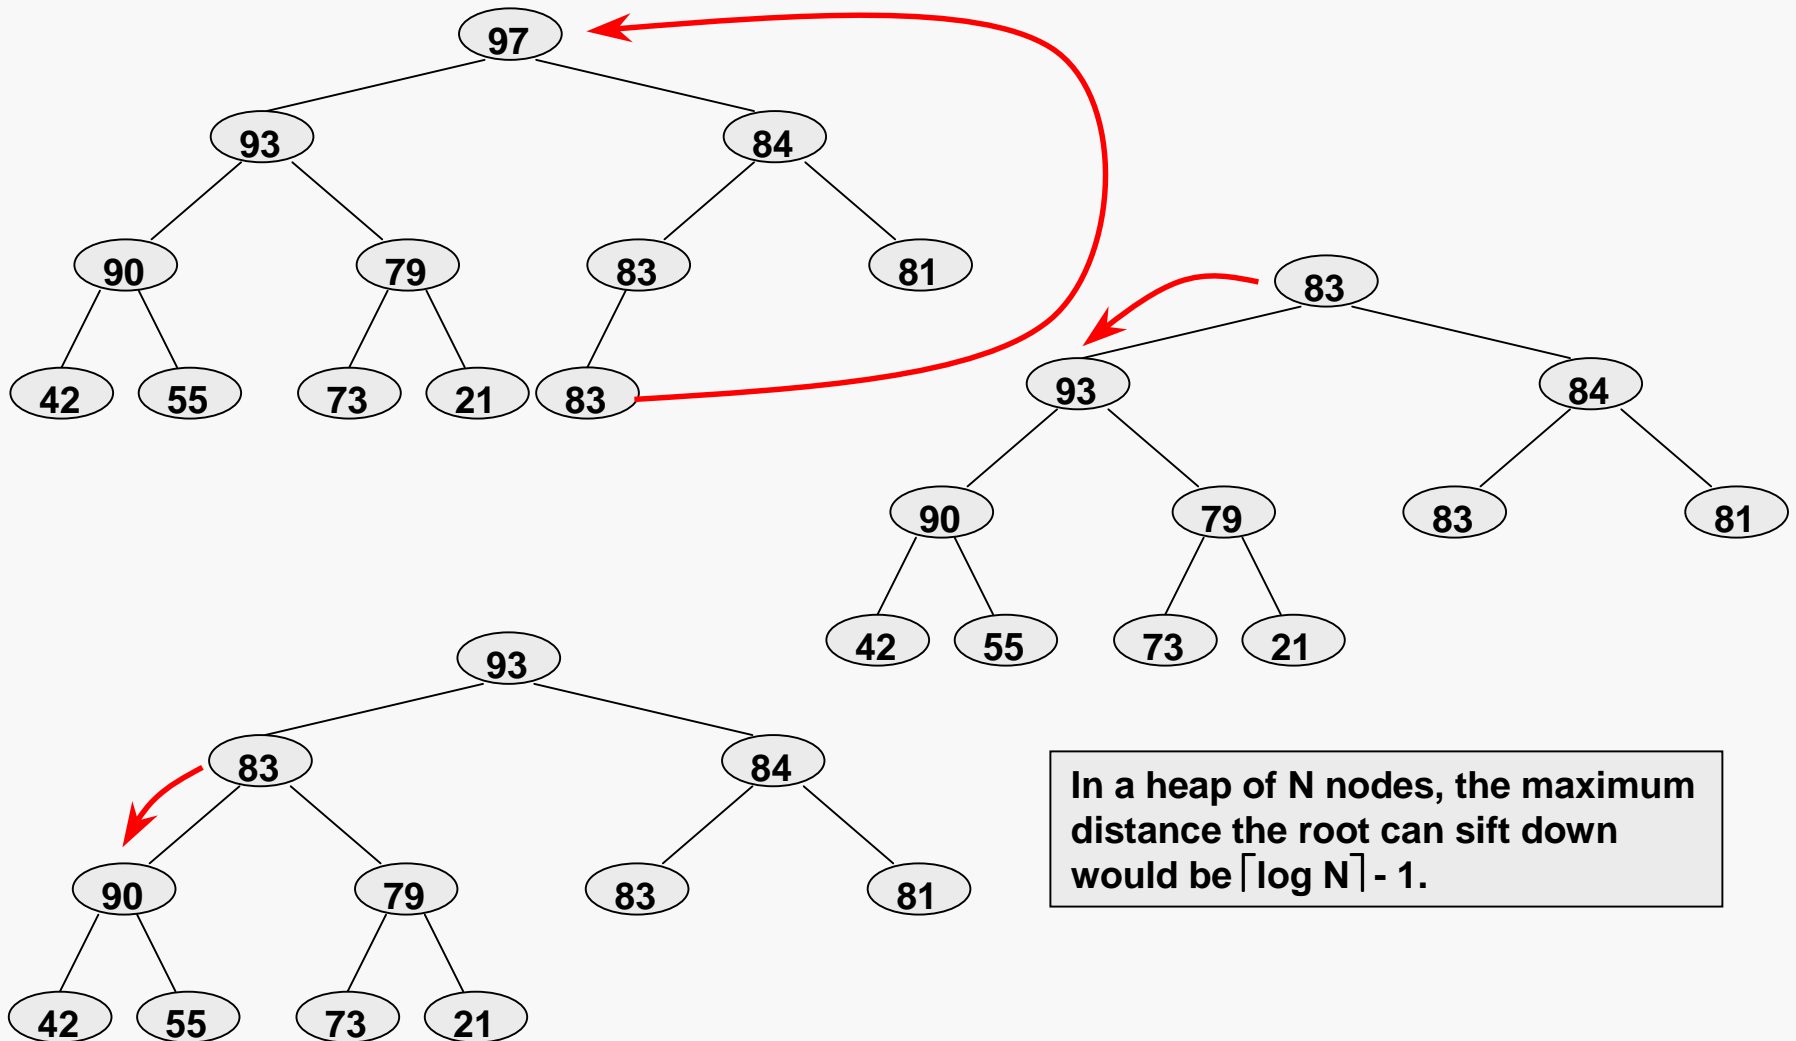 97
93 84
90 79 83 81
42 55 73 21 83
83
93 84
90 79 83 81
42 55 73 21
93
83 84
90 79 83 81
42 55 73 21
In a heap of N nodes, the maximum
distance the root can sift down
would be ⌈log N⌉ - 1.